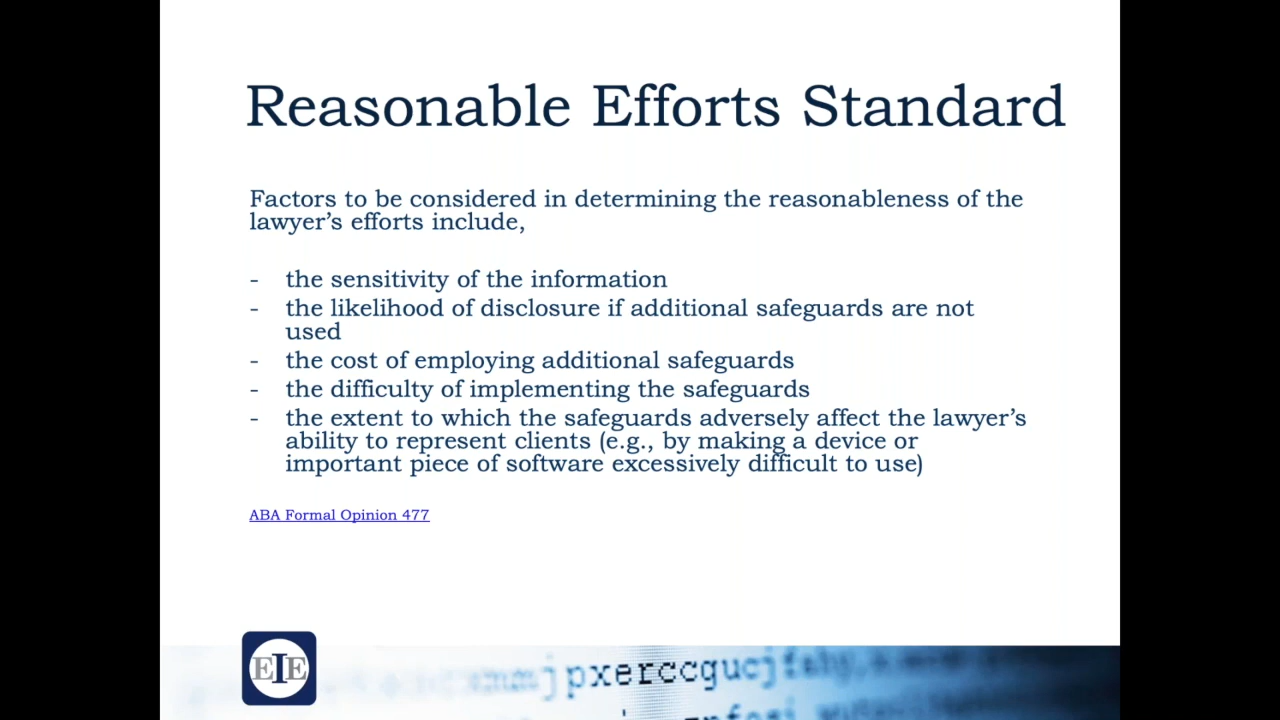 Reasonable Efforts Standard
Factors to be considered in determining the reasonableness of the
lawyer’s efforts include,
- the sensitivity of the information
- the likelihood of disclosure if additional safeguards are not
used
- the cost of employing additional safeguards
- the difficulty of implementing the safeguards
- the extent to which the safeguards adversely affect the lawyer’s
ability to represent clients (e.g., by making a device or
important piece of software excessively difficult to use)
ABA Formal Opinion 477
EIE
jpxerccgucjfahy